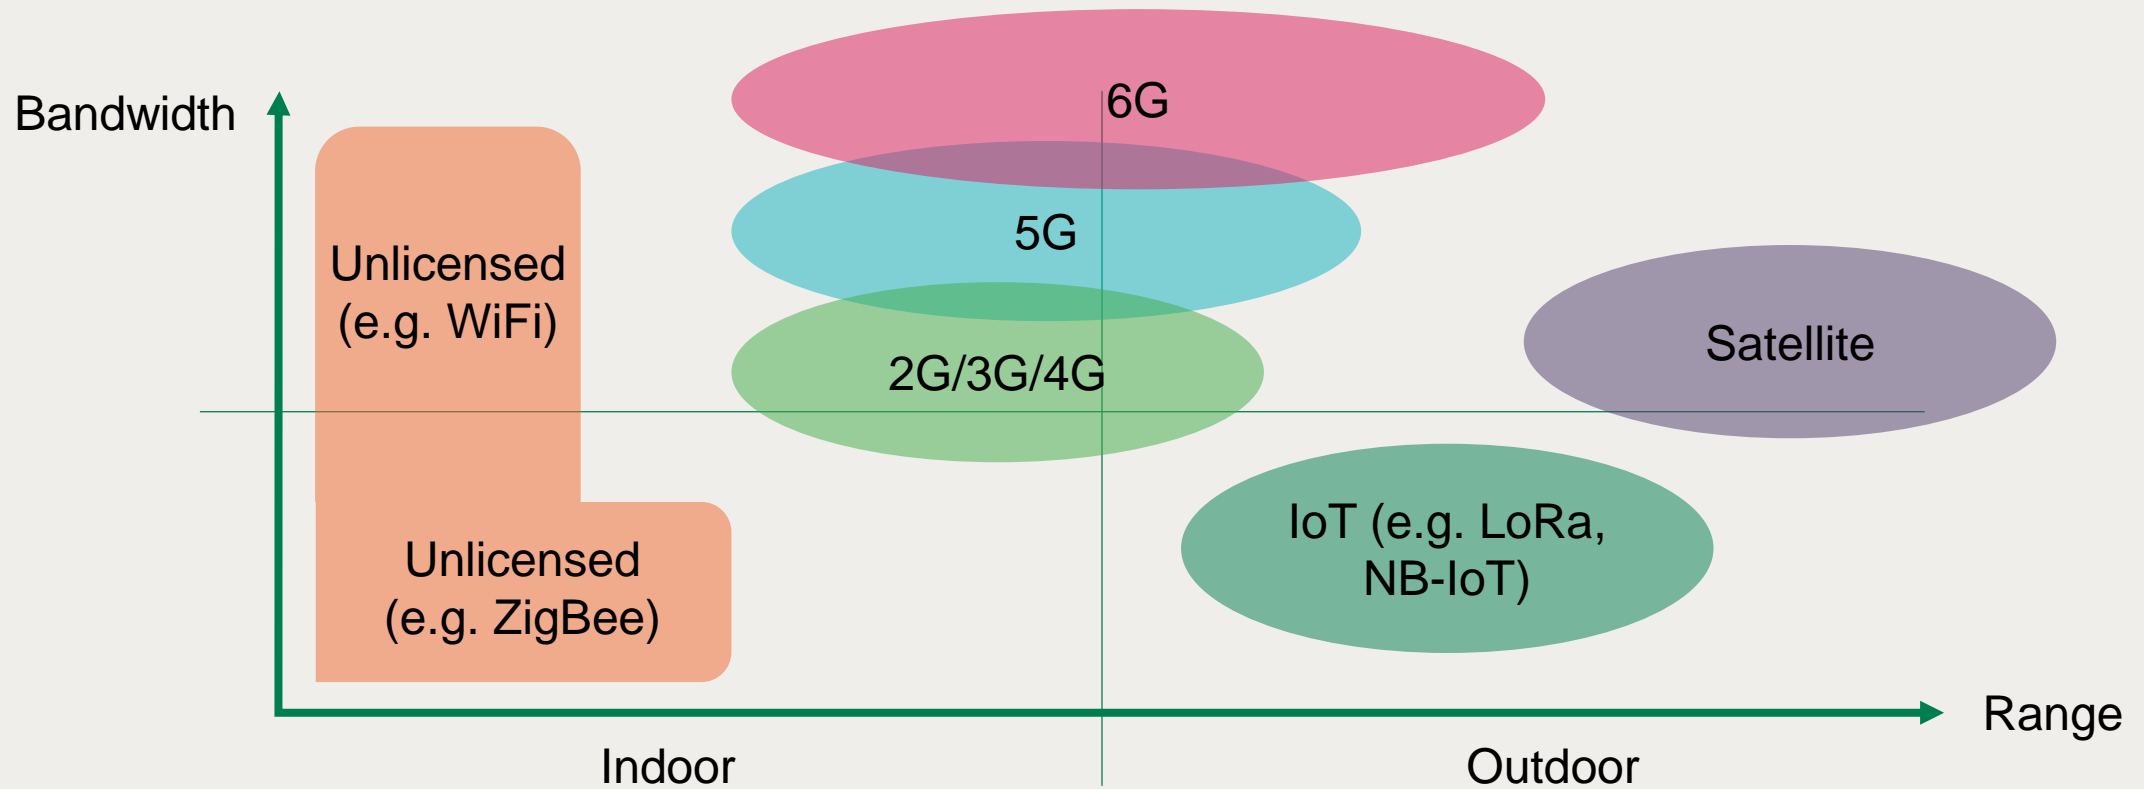 6G
Bandwidth
5G
Unlicensed
(e.g. WiFi)
Satellite
2G/3G/4G
IoT (e.g. LoRa,
NB-IoT)
Unlicensed
(e.g. ZigBee)
Range
Indoor
Outdoor